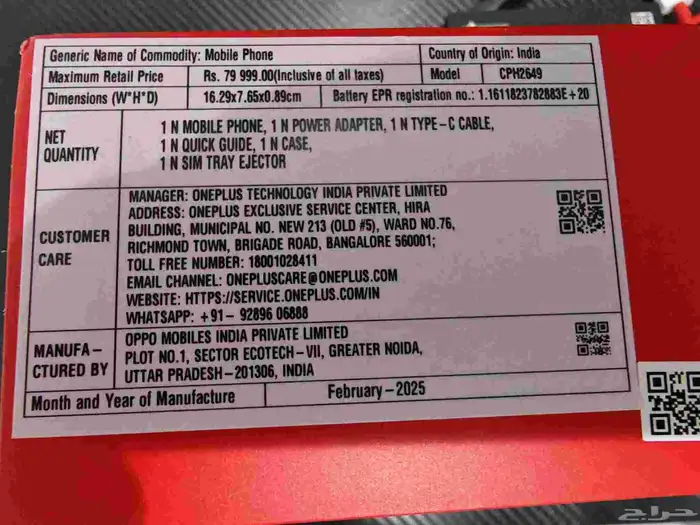 Generic Name of Commodity: Mobile Phone Country of Origin: India
Maximum Retail Price Rs. 79 999.00(Inclusive of all taxes) Model CPH2649
Dimensions (W*H*D) 16.29x7.65x0.89cm Battery EPR registration no.: 1.1611823782883E+20
NET QUANTITY
1 N MOBILE PHONE, 1 N POWER ADAPTER, 1 N TYPE-C CABLE,
1 N QUICK GUIDE, 1 N CASE,
1 N SIM TRAY EJECTOR
CUSTOMER CARE
MANAGER: ONEPLUS TECHNOLOGY INDIA PRIVATE LIMITED
ADDRESS: ONEPLUS EXCLUSIVE SERVICE CENTER, HIRA
BUILDING, MUNICIPAL NO. NEW 213 (OLD #5), WARD NO.76,
RICHMOND TOWN, BRIGADE ROAD, BANGALORE 560001;
TOLL FREE NUMBER: 18001028411
EMAIL CHANNEL: ONEPLUSCARE@ONEPLUS.COM
WEBSITE: HTTPS://SERVICE.ONEPLUS.COM/IN
WHATSAPP: +91- 92896 06888
MANUFA-
CTURED BY
OPPO MOBILES INDIA PRIVATE LIMITED
PLOT NO.1, SECTOR ECOTECH-VII, GREATER NOIDA,
UTTAR PRADESH-201306, INDIA
Month and Year of Manufacture February-2025
حراج